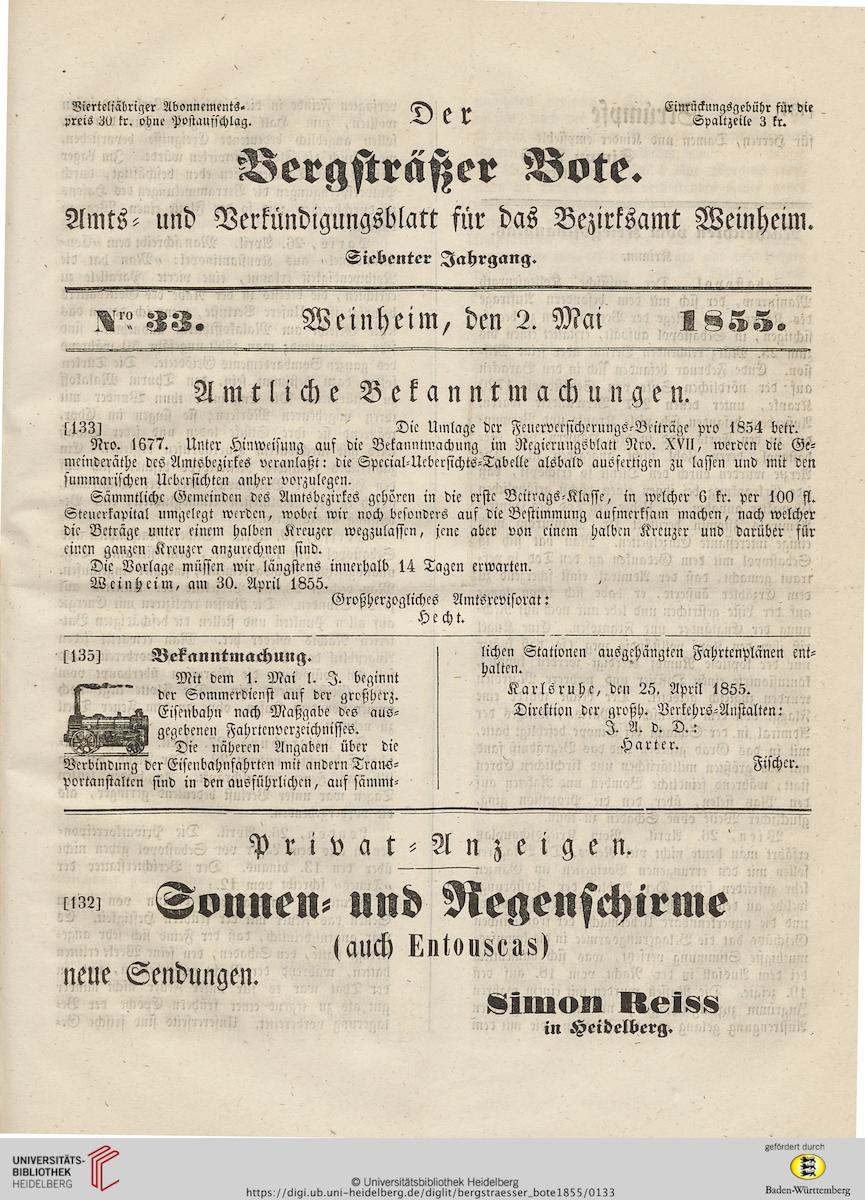 Vierteljähriger Abonnements-
preis 30 kr. ohne Postaufschlag.
Der
Einrückungsgebühr für die
Spaltzeile 3 kr.
Bergsträßer Bote.
Amts- und Verkündigungsblatt für das Bezirksamt Weinheim.
Siebenter Jahrgang.
Nro 33. Weinheim, den 2. Mai 1855.
Amtliche Bekanntmachungen.
[133] Die Umlage der Feuerversicherungs-Beiträge pro 1854 betr.
Nro. 1677. Unter Hinweisung auf die Bekanntmachung im Regierungsblatt Nro. XVII, werden die Ge-
meinderäthe des Amtsbezirkes veranlaßt: die Special-Uebersichts-Tabelle alsbald ausfertigen zu lassen und mit den
summarischen Uebersichten anher vorzulegen.
Sämmtliche Gemeinden des Amtsbezirkes gehören in die erste Beitrags-Klasse, in welcher 6 kr. per 100 fl.
Steuerkapital umgelegt werden, wobei wir noch besonders auf die Bestimmung aufmerksam machen, nach welcher
die Beträge unter einem halben Kreuzer wegzulassen, jene aber von einem halben Kreuzer und darüber für
einen ganzen Kreuzer anzurechnen sind.
Die Vorlage müssen wir längstens innerhalb 14 Tagen erwarten.
Weinheim, am 30. April 1855.
Großherzogliches Amtsrevisorat:
Hecht.
[135] Bekanntmachung.
Mit dem 1. Mai l. J. beginnt
der Sommerdienst auf der großherz.
Eisenbahn nach Maßgabe des aus-
gegebenen Fahrtenverzeichnisses.
Die näheren Angaben über die
Verbindung der Eisenbahnfahrten mit andern Trans-
portanstalten sind in den ausführlichen, auf sämmt-
lichen Stationen ausgehängten Fahrtenplänen ent-
halten.
Karlsruhe, den 25. April 1855.
Direktion der großh. Verkehrs-Anstalten:
J. A. d. D.:
Harter.
Fischer.
Privat-Anzeigen.
[132] Sonnen- und Regenschirme
(auch Entouscas)
neue Sendungen.
Simon Reiss
in Heidelberg.
UNIVERSITÄTS-
BIBLIOTHEK
HEIDELBERG
© Universitätsbibliothek Heidelberg
https://digi.ub.uni-heidelberg.de/diglit/bergstraesser_bote1855/0133
gefördert durch
Baden-Württemberg